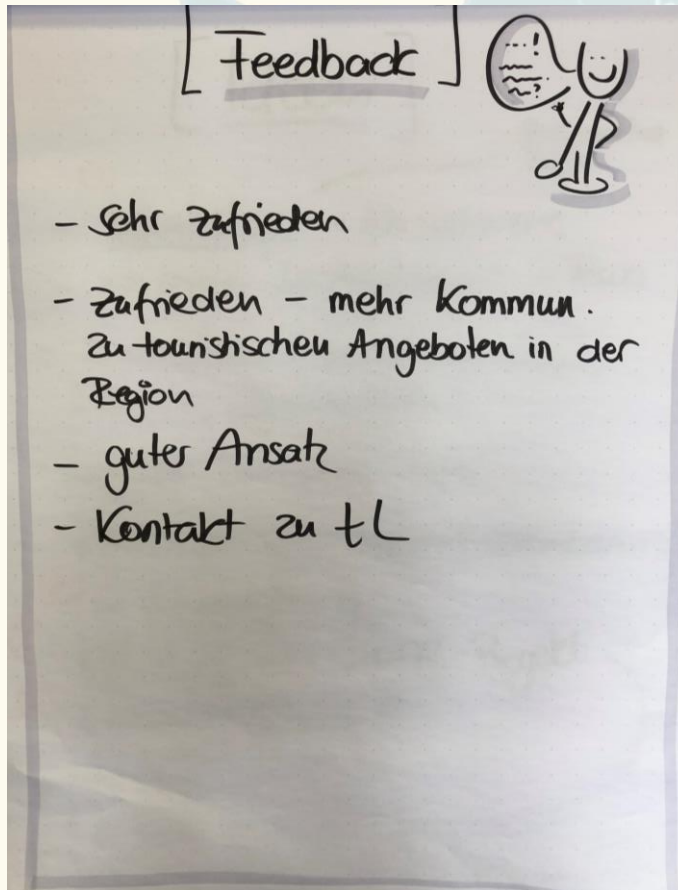 [Feedback]
...!
?
- Sehr zufrieden
- Zufrieden - mehr Kommun.
zu touristischen Angeboten in der
Region
- guter Ansatz
- Kontakt zu tL